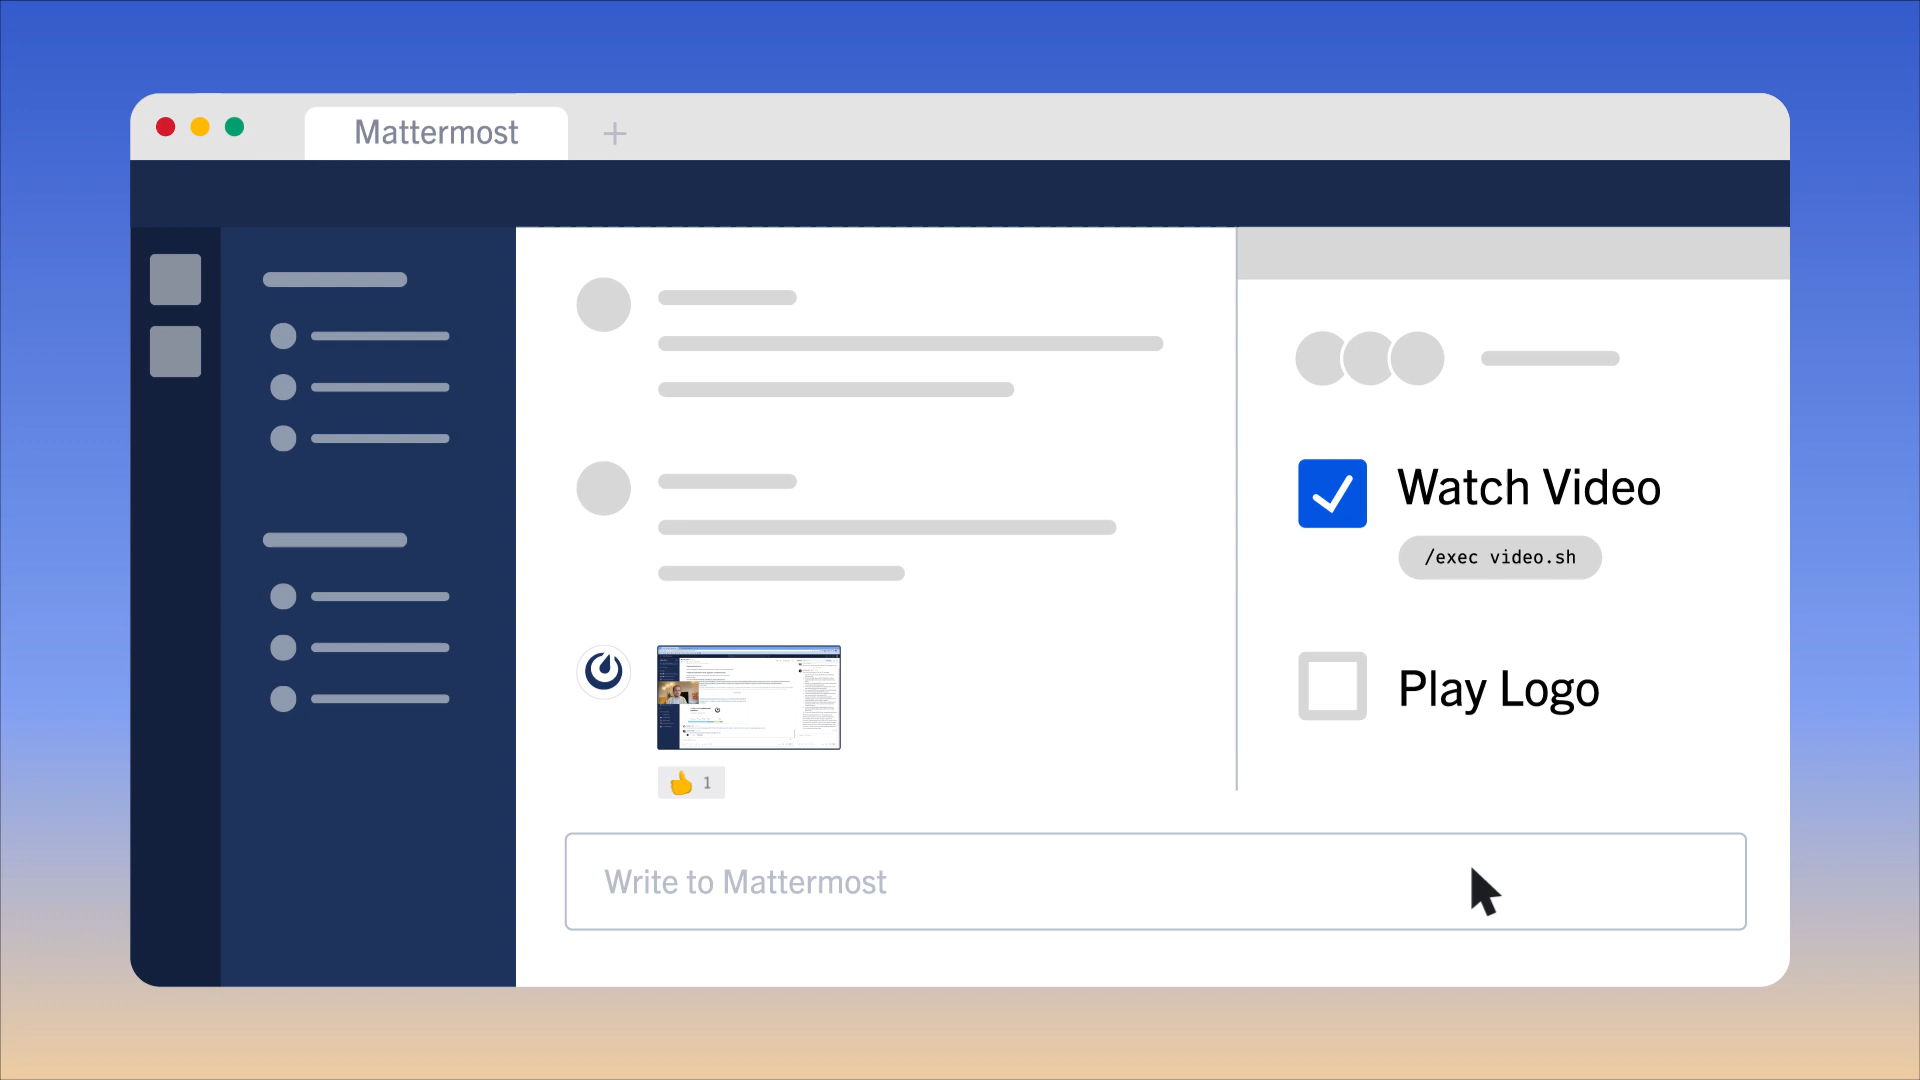 Mattermost
Watch Video
/exec video.sh
Play Logo
1
Write to Mattermost